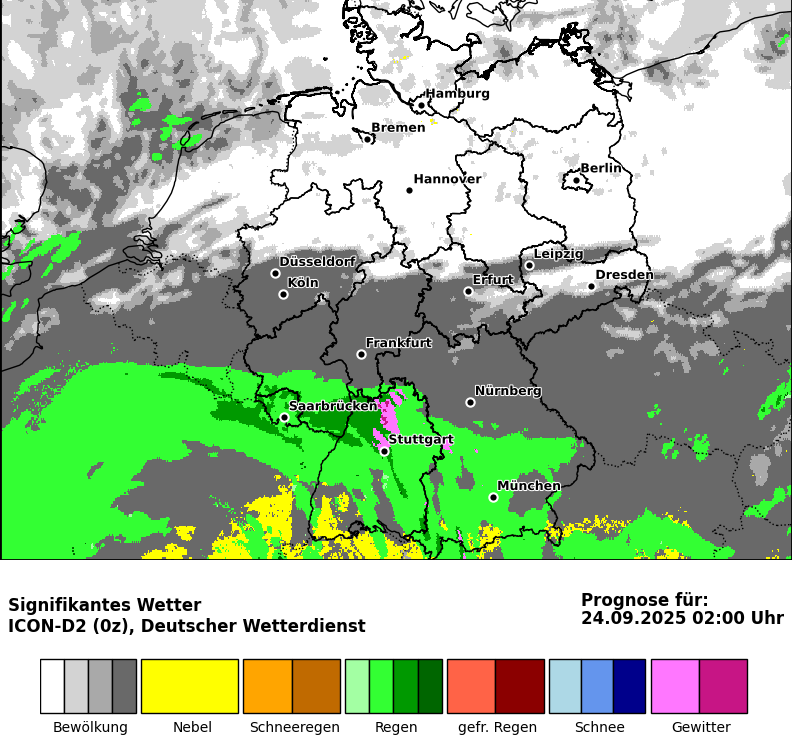 Hamburg
Bremen
Berlin
Hannover
Leipzig
Düsseldorf
Dresden
Köln
Erfurt
Frankfurt
Nürnberg
Saarbrücken
Stuttgart
München
Signifikantes Wetter
ICON-D2 (0z), Deutscher Wetterdienst
Prognose für:
24.09.2025 02:00 Uhr
Bewölkung Nebel Schneeregen Regen gefr. Regen Schnee Gewitter